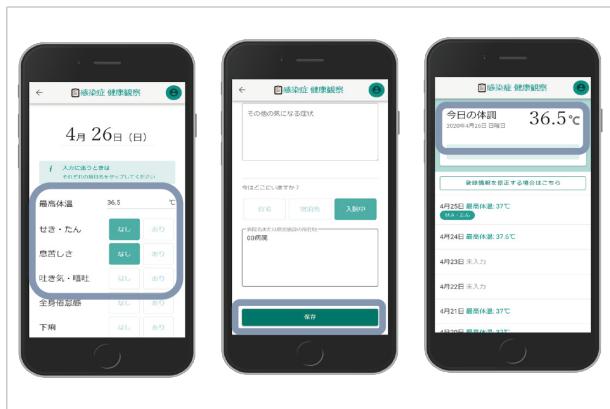 感染症 健康観察
4月 26日（日）
入力に迷うときは
それぞれの項目名をタップしてください
最高体温 36.5 ℃
せき・たん なし あり
息苦しさ なし あり
吐き気・嘔吐 なし あり
全身倦怠感 なし あり
下痢 なし あり
感染症 健康観察
その他の気になる症状
今はどこにいますか？
自宅 宿泊先 入院中
00病院
保存
感染症 健康観察
今日の体調
2020年4月26日 日曜日
36.5℃
登録情報を修正する場合はこちら
4月25日 最高体温: 37℃
せき・たん
4月24日 最高体温: 37.6℃
4月23日 未入力
4月22日 未入力
4月21日 最高体温: 37℃